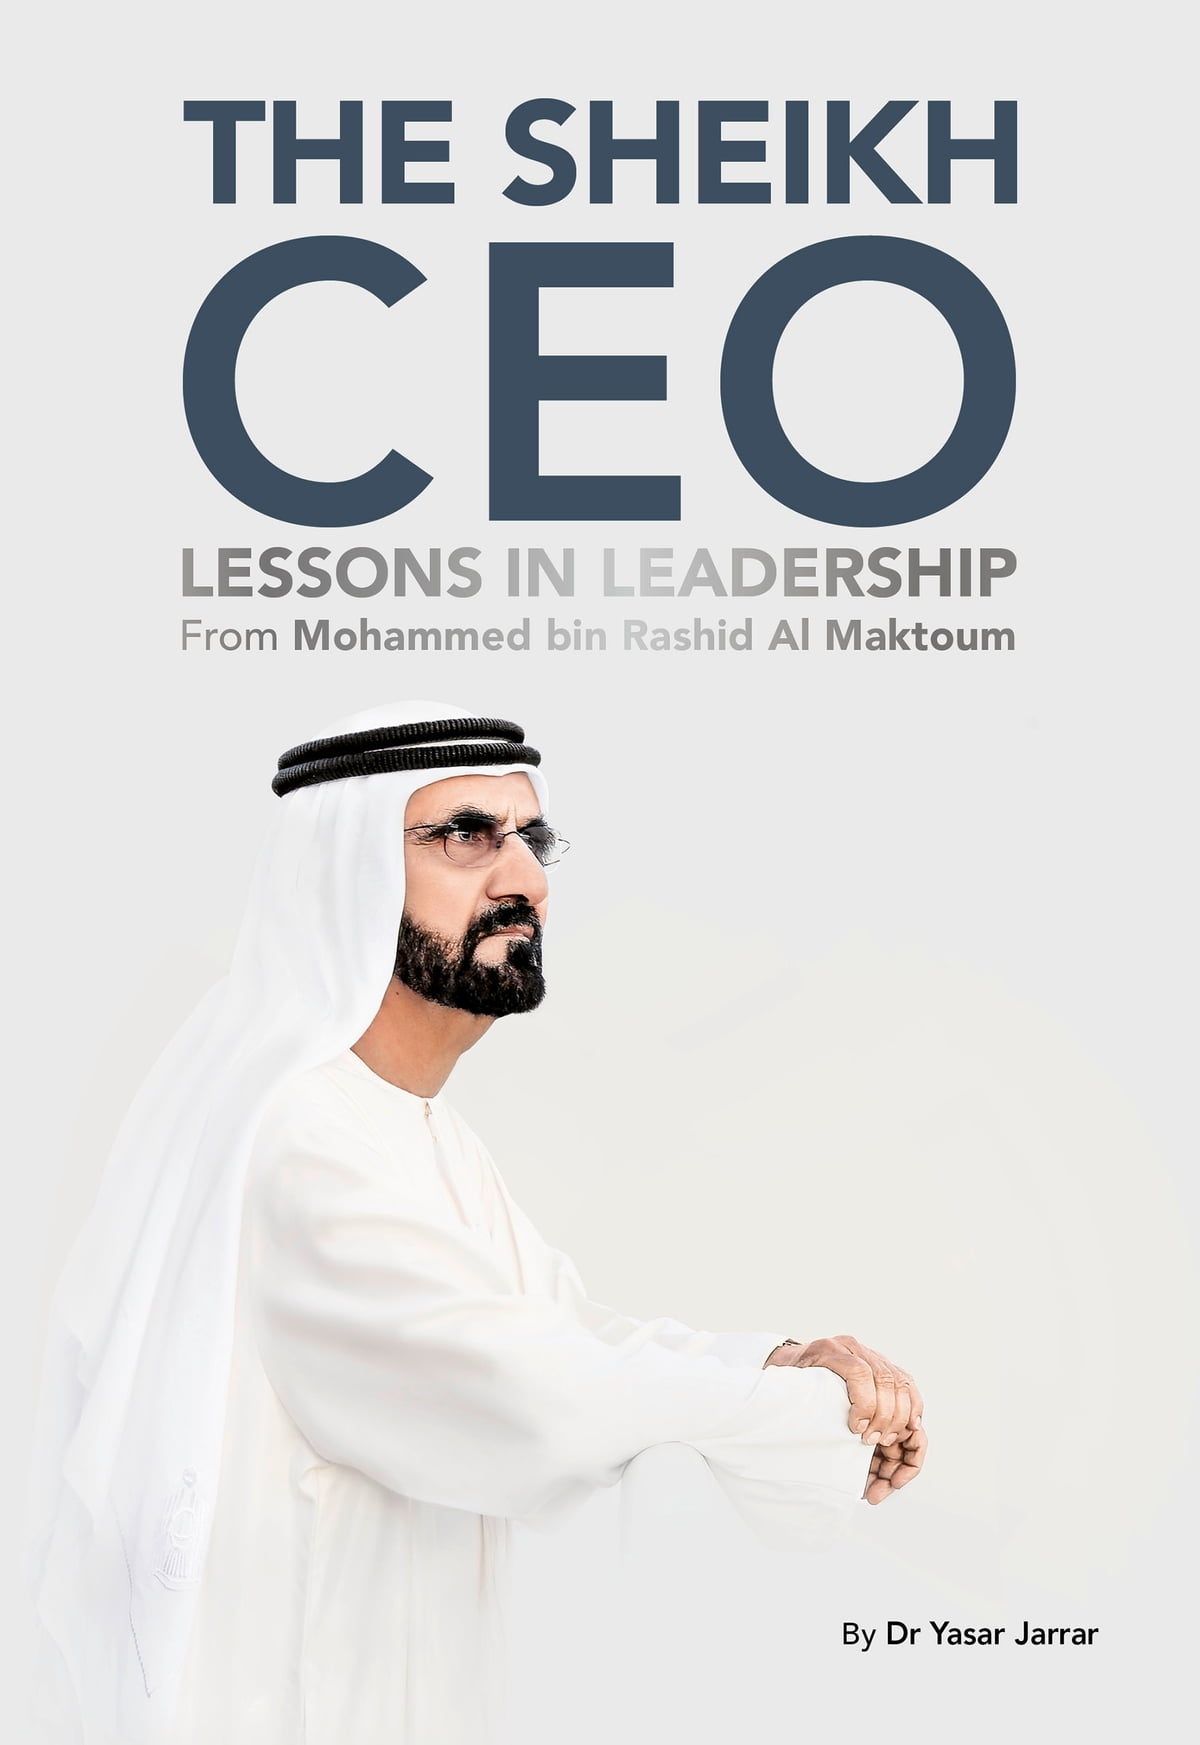 THE SHEIKH
CEO
LESSONS IN LEADERSHIP
From Mohammed bin Rashid Al Maktoum
By Dr Yasar Jarrar